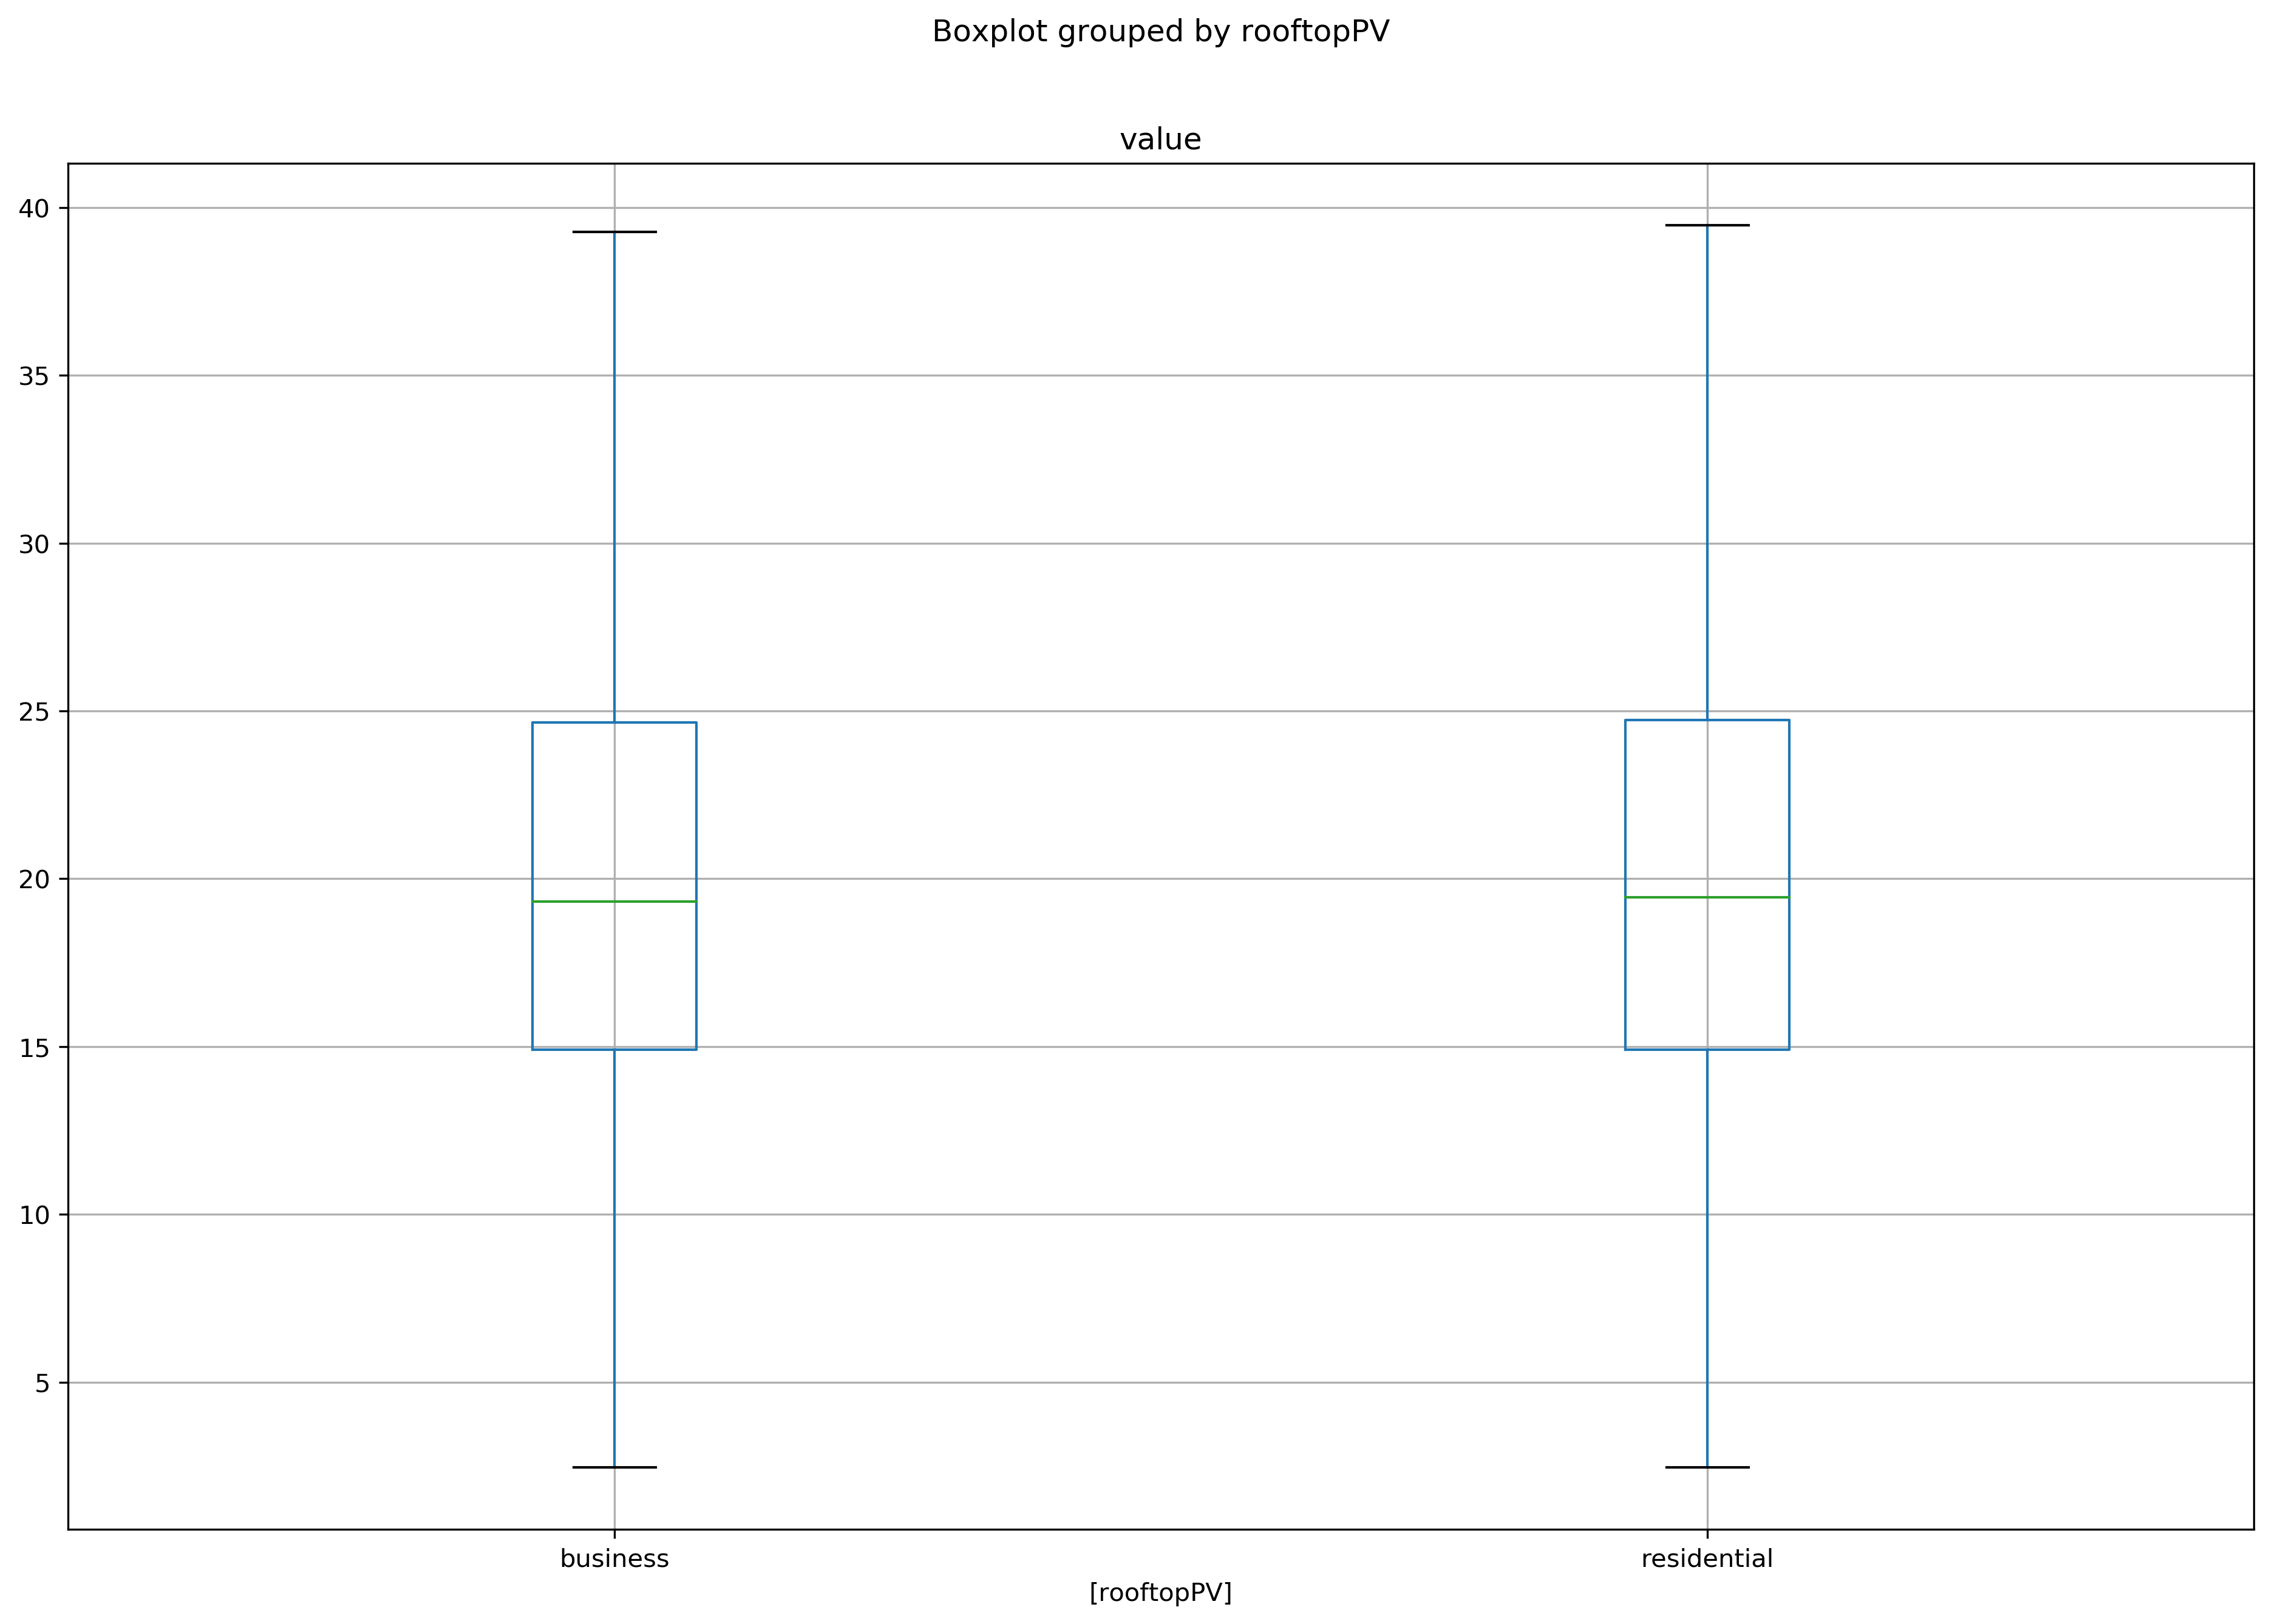 Boxplot grouped by rooftopPV
value
40
35
30
25
20
15
10
5
business residential
[rooftopPV]